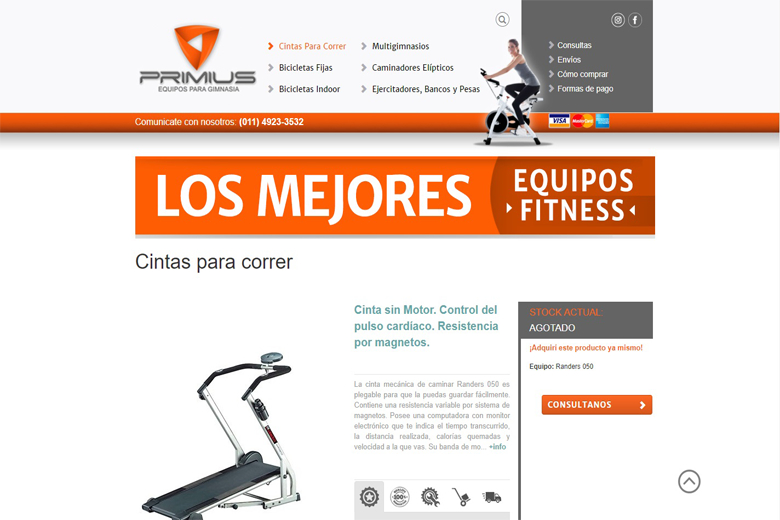 PRIMIUS
EQUIPOS PARA GIMNASIA
Cintas Para Correr
Bicicletas Fijas
Bicicletas Indoor
Multigimnasios
Caminadores Elípticos
Ejercitadores, Bancos y Pesas
Consultas
Envíos
Cómo comprar
Formas de pago
Comunicate con nosotros: (011) 4923-3532
VISA MasterCard
LOS MEJORES
EQUIPOS
FITNESS
Cintas para correr
Cinta sin Motor. Control del
pulso cardíaco. Resistencia
por magnetos.
La cinta mecánica de caminar Randers 050 es
plegable para que la puedas guardar fácilmente.
Contiene una resistencia variable por sistema de
magnetos. Posee una computadora con monitor
electrónico que te indica el tiempo transcurrido,
la distancia realizada, calorías quemadas y
velocidad a la que vas. Su banda de mo... +info
100%
STOCK ACTUAL:
AGOTADO
¡Adquirí este producto ya mismo!
Equipo: Randers 050
CONSULTANOS